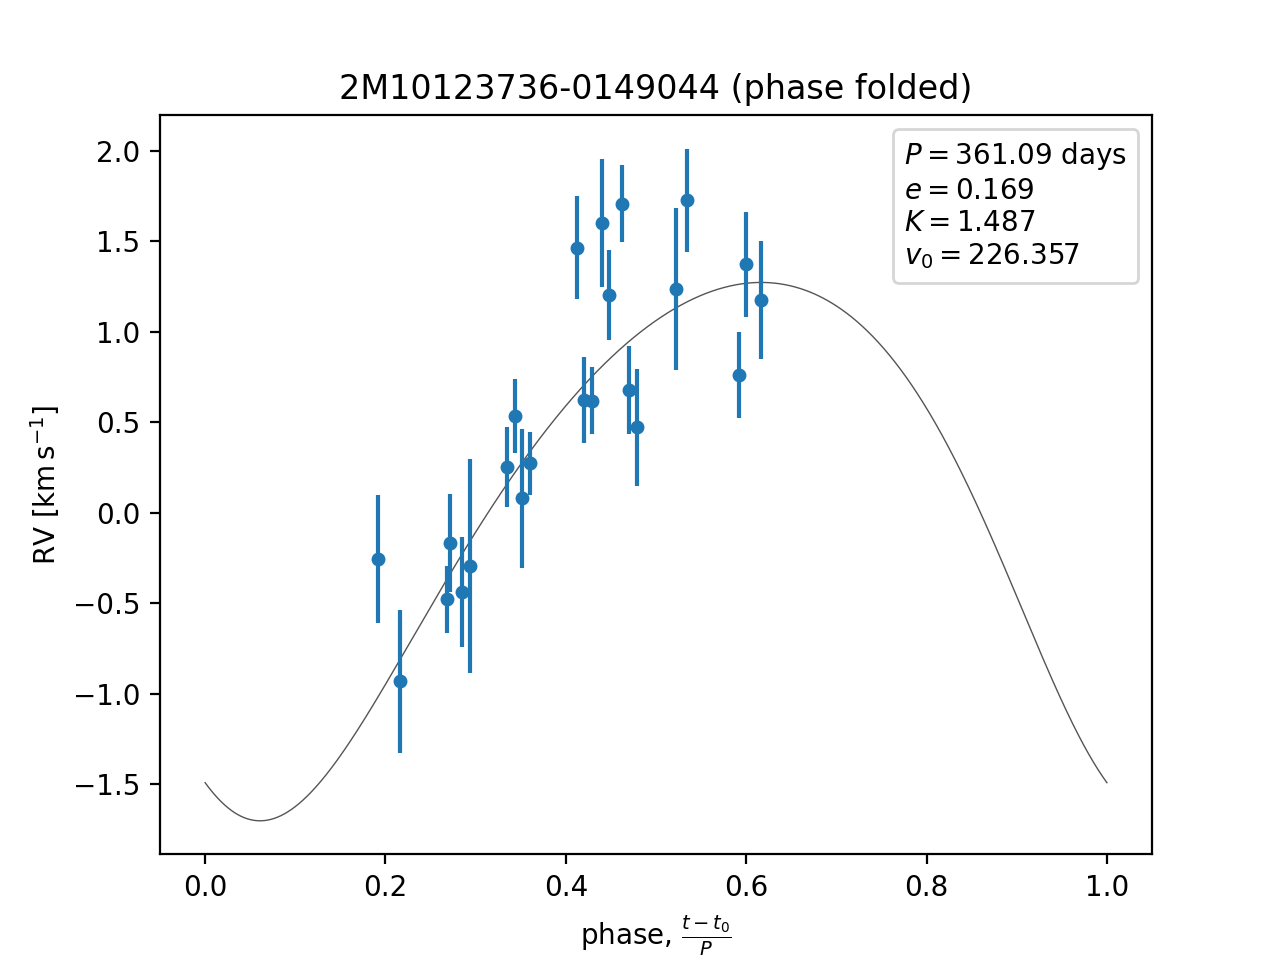 2M10123736-0149044 (phase folded)
P = 361.09 days
e = 0.169
K = 1.487
v₀ = 226.357
2.0
1.5
1.0
0.5
0.0
−0.5
−1.0
−1.5
RV [km s⁻¹]
0.0 0.2 0.4 0.6 0.8 1.0
phase, (t − t₀)/P